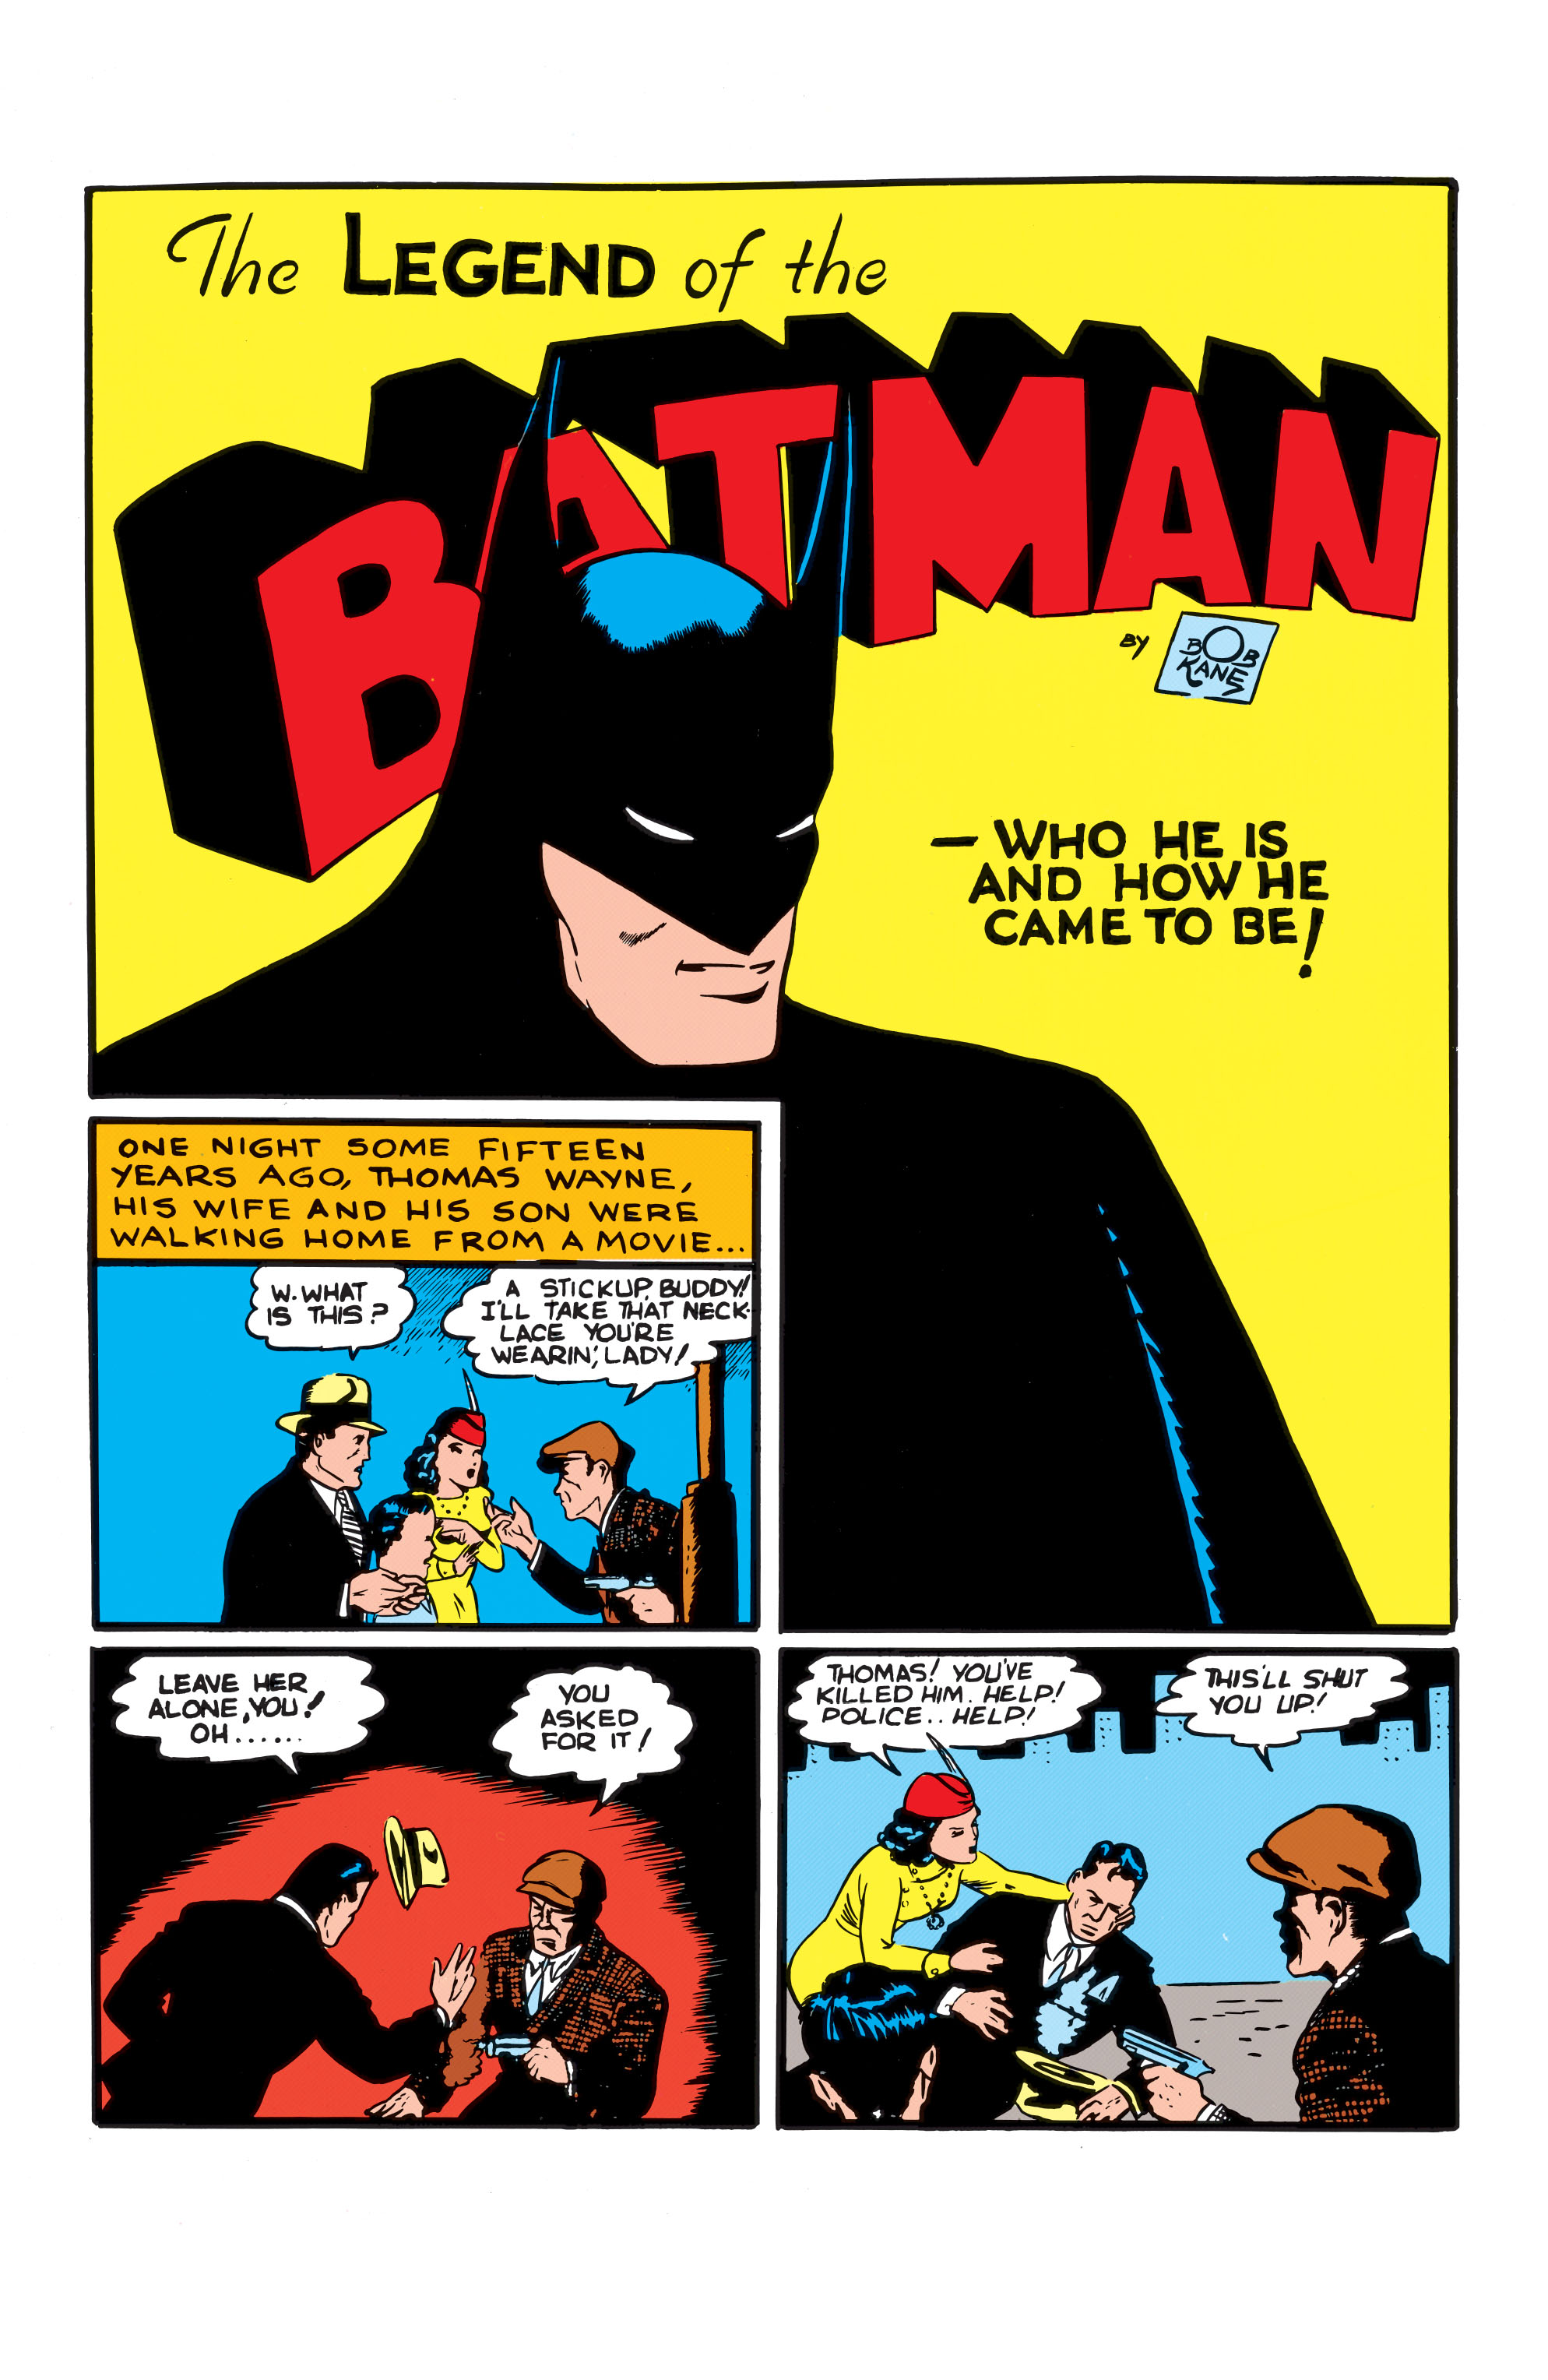 The LEGEND of the
BATMAN
BY BOB
KANE
— WHO HE IS
AND HOW HE
CAME TO BE!
ONE NIGHT SOME FIFTEEN
YEARS AGO, THOMAS WAYNE,
HIS WIFE AND HIS SON WERE
WALKING HOME FROM A MOVIE...
W. WHAT
IS THIS?
A STICKUP, BUDDY!
I'LL TAKE THAT NECK-
LACE YOU'RE
WEARIN', LADY!
LEAVE HER
ALONE, YOU!
OH......
YOU
ASKED
FOR IT!
THOMAS! YOU'VE
KILLED HIM. HELP!
POLICE.. HELP!
THIS'LL SHUT
YOU UP!